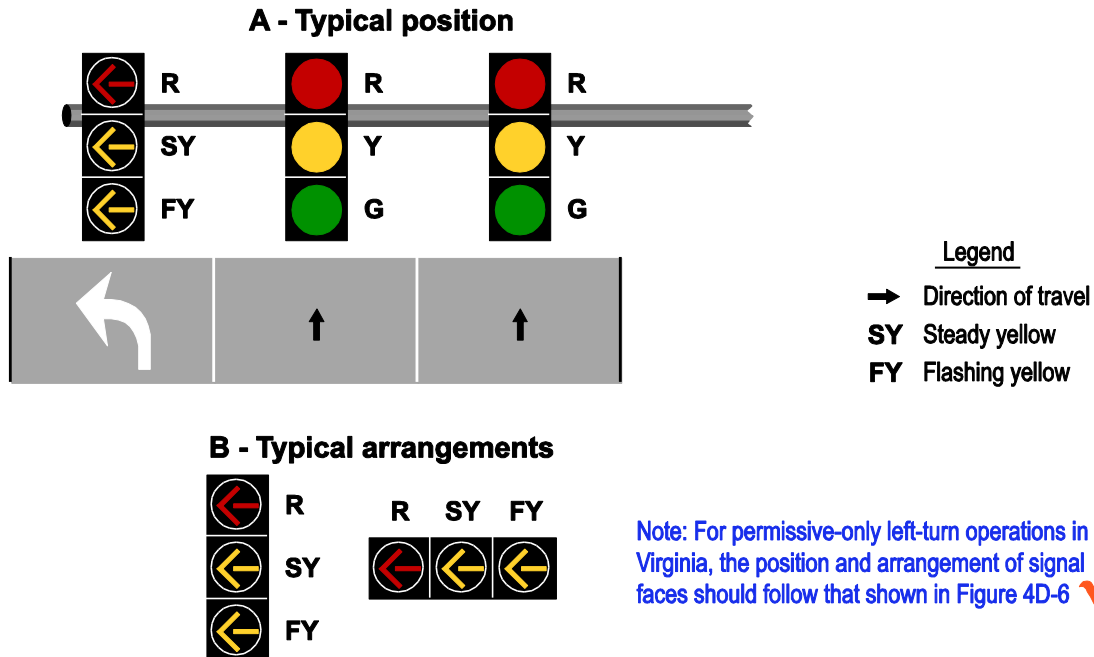 A - Typical position
R R R
SY Y Y
FY G G
Legend
Direction of travel
SY Steady yellow
FY Flashing yellow
B - Typical arrangements
R
SY
FY
R SY FY
Note: For permissive-only left-turn operations in
Virginia, the position and arrangement of signal
faces should follow that shown in Figure 4D-6